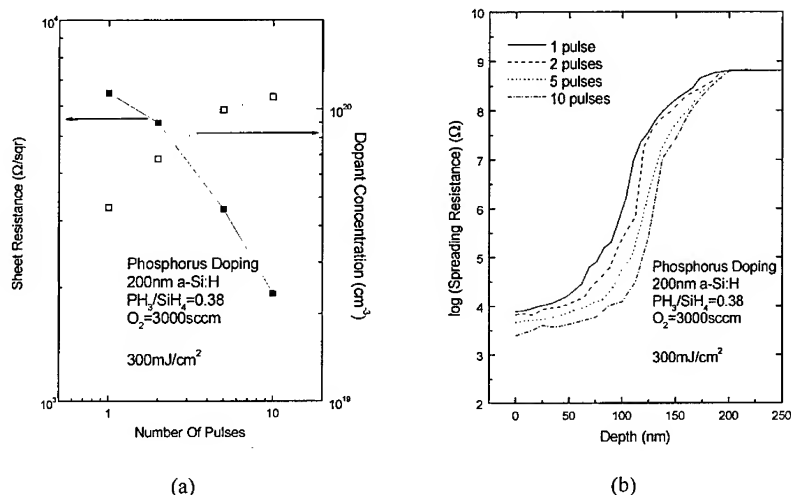 10⁴
Sheet Resistance (Ω/sqr)
10³
1
10
Number Of Pulses
10²⁰
10¹⁹
Dopant Concentration (cm⁻³)
Phosphorus Doping
200nm a-Si:H
PH₃/SiH₄=0.38
O₂=3000sccm
300mJ/cm²
(a)
10
9
8
7
6
5
4
3
2
log (Spreading Resistance) (Ω)
1 pulse
2 pulses
5 pulses
10 pulses
Phosphorus Doping
200nm a-Si:H
PH₃/SiH₄=0.38
O₂=3000sccm
300mJ/cm²
0
50
100
150
200
250
Depth (nm)
(b)